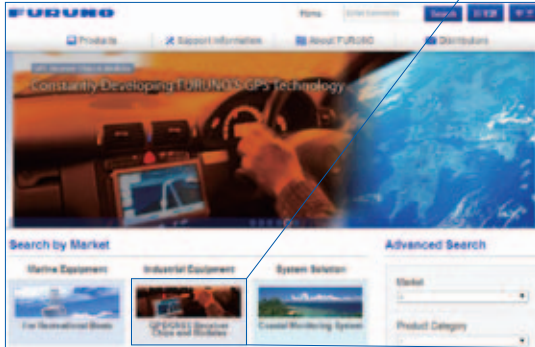 FURUNO
Home
Search
Products
Support Information
About FURUNO
Distributors
Constantly Developing FURUNO'S GPS Technology
Search by Market
Advanced Search
Marine Equipment
Industrial Equipment
System Solution
Market
For Recreational Boats
GPS/GNSS Receiver
Chips and Modules
Coastal Monitoring System
Product Category